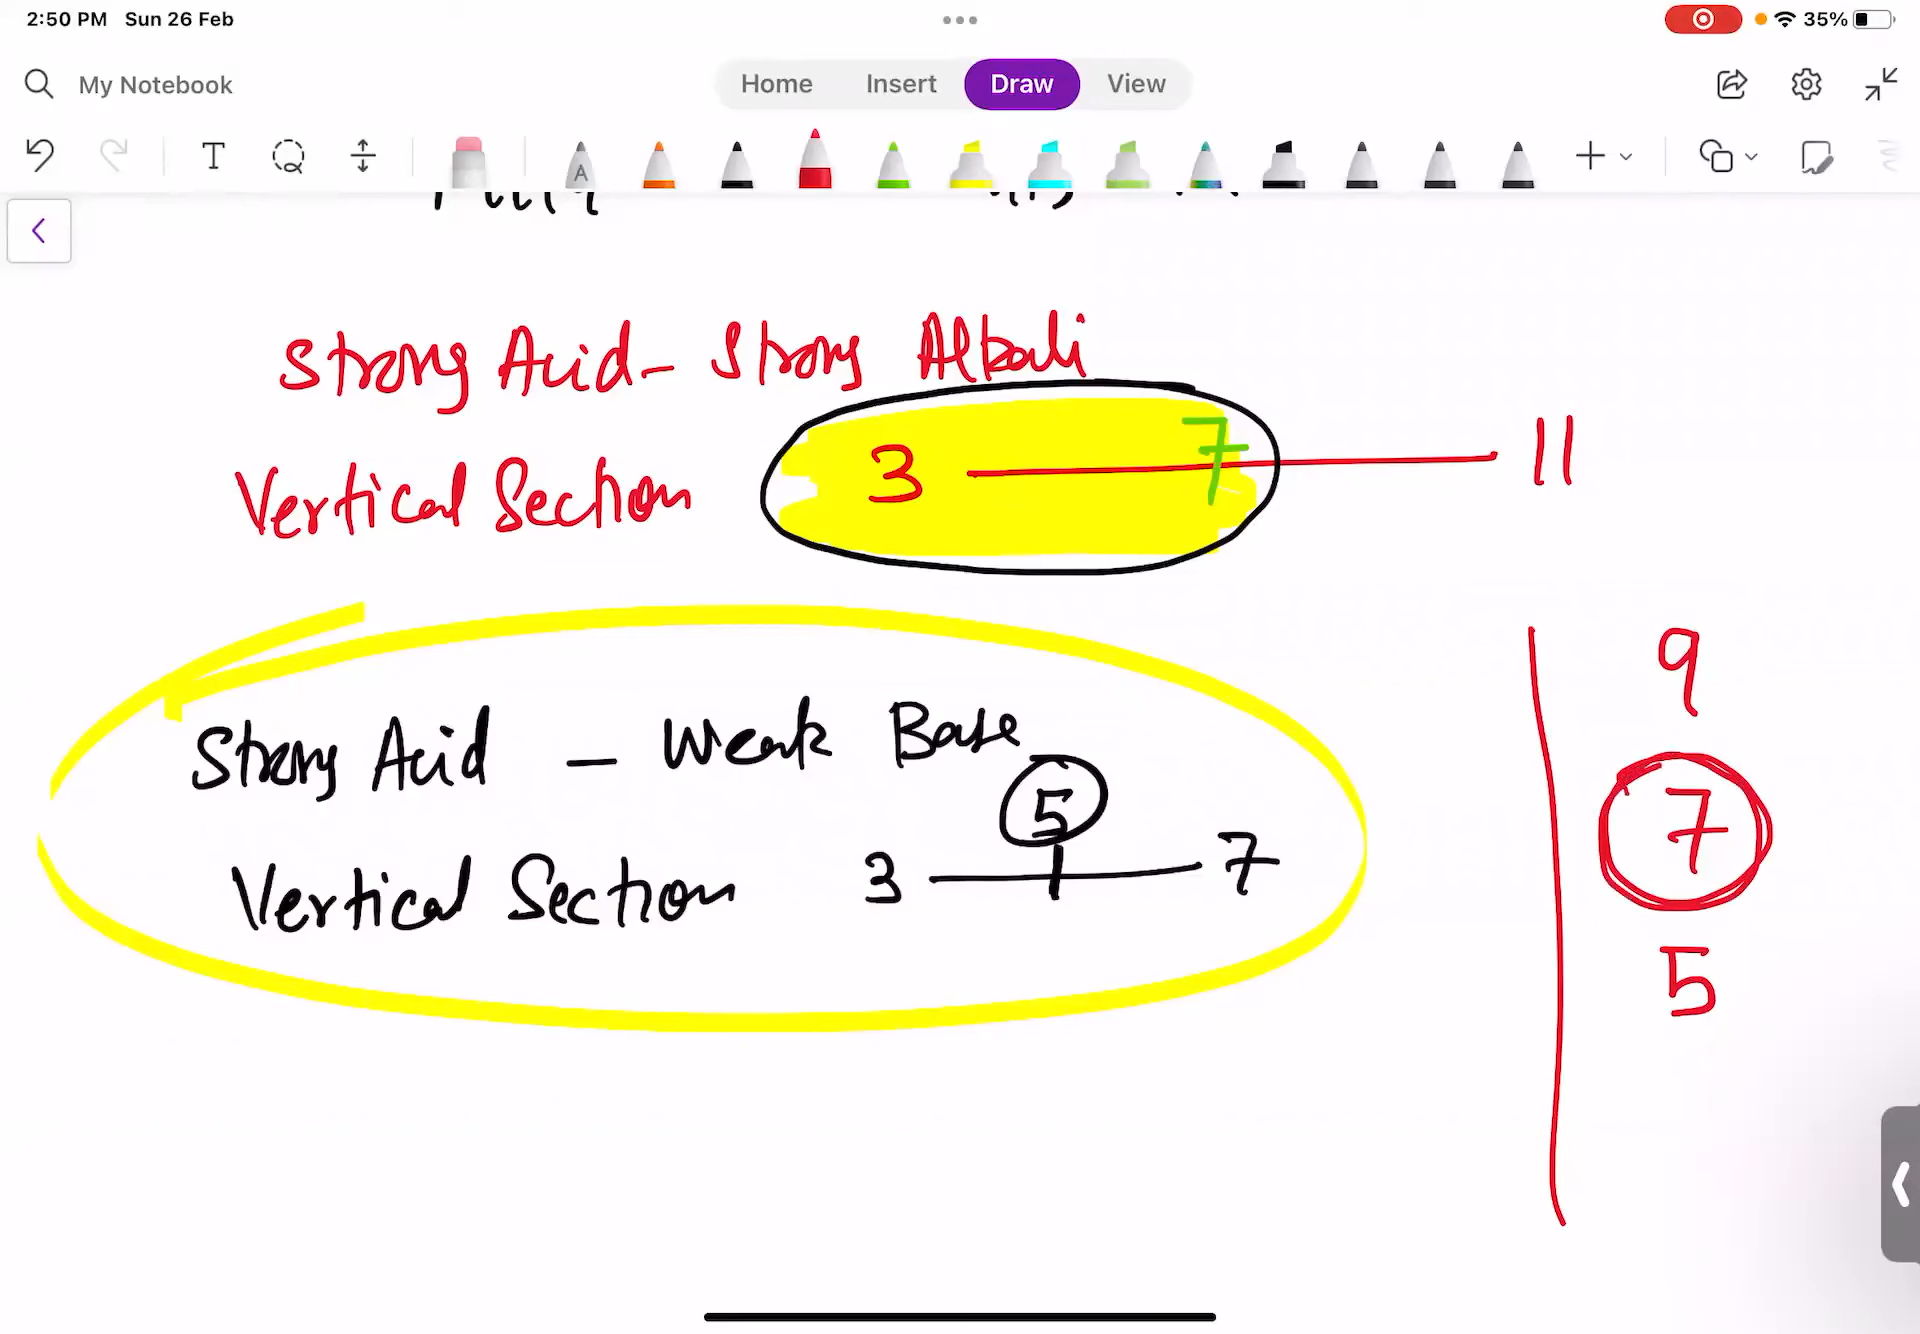 2:50 PM Sun 26 Feb
35%
My Notebook
Home Insert Draw View
T
A
Strong Acid - Strong Alkali
Vertical Section 3 — 7 — 11
Strong Acid - Weak Base
5
Vertical Section 3 — 7
9
7
5